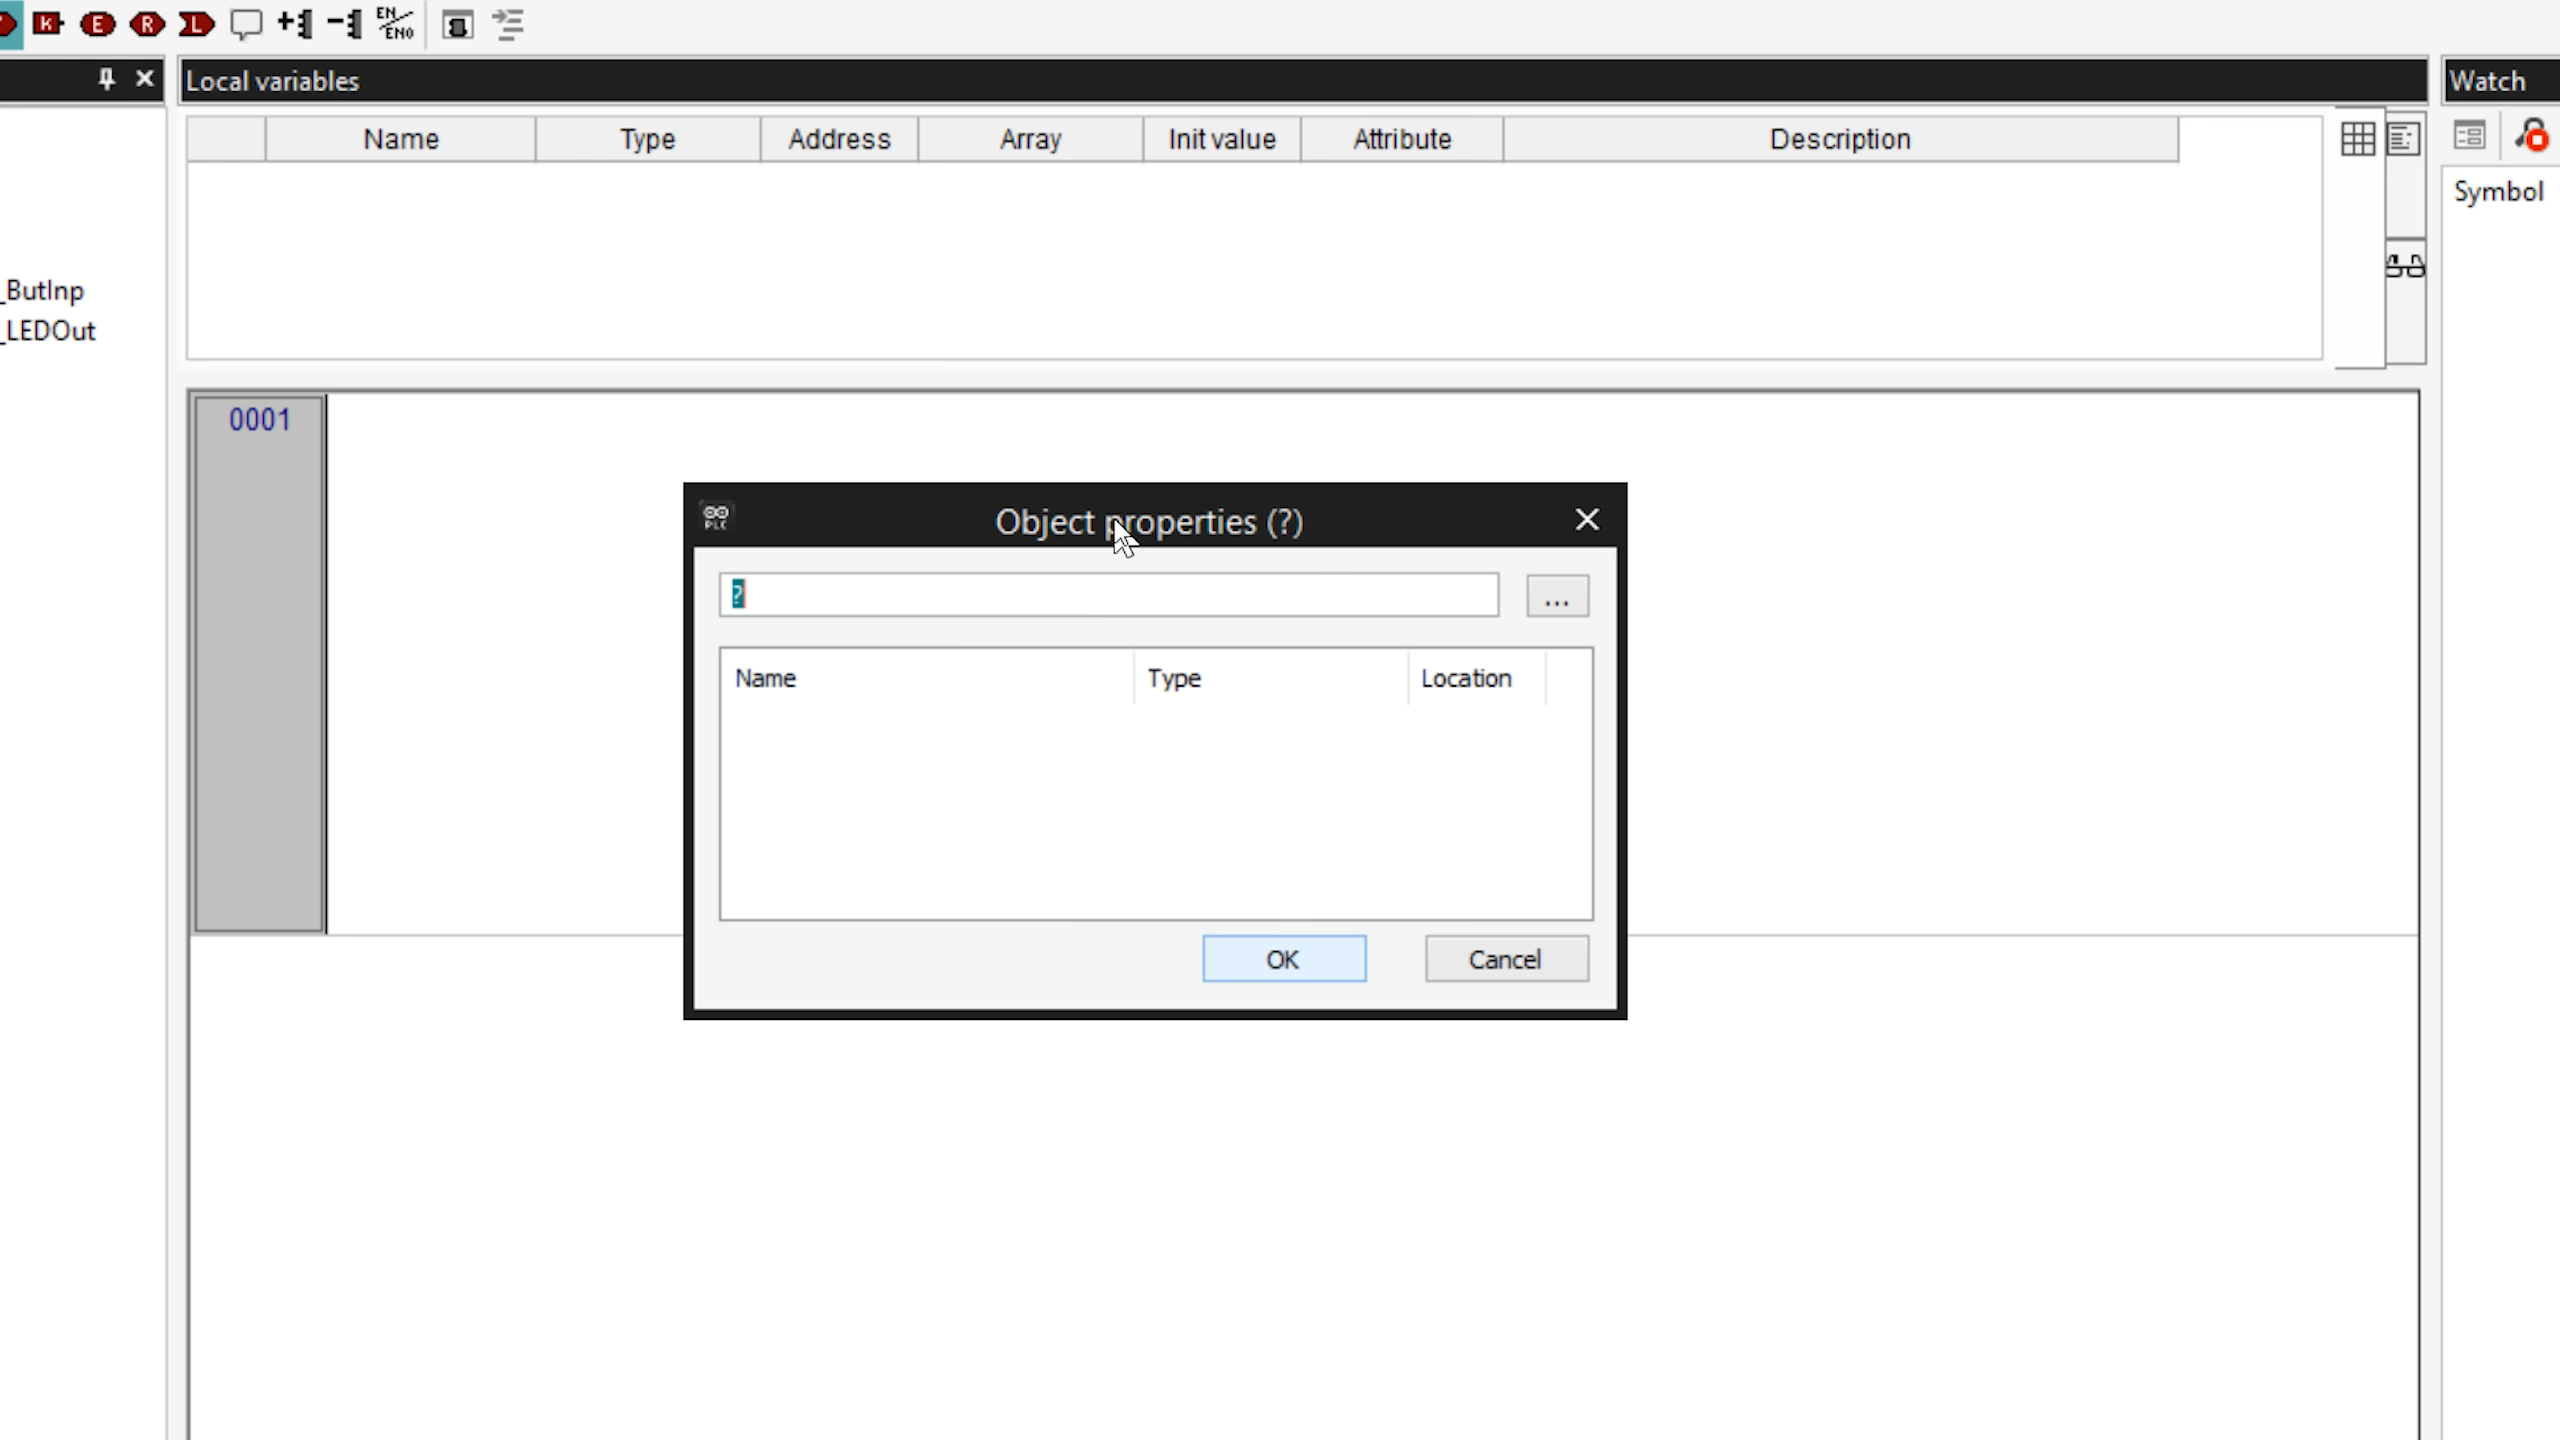 K E R L EN/ENO
Local variables
Watch
Name Type Address Array Init value Attribute Description
Symbol
_ButInp
_LEDOut
0001
PLC
Object properties (?)
?
...
Name Type Location
OK Cancel